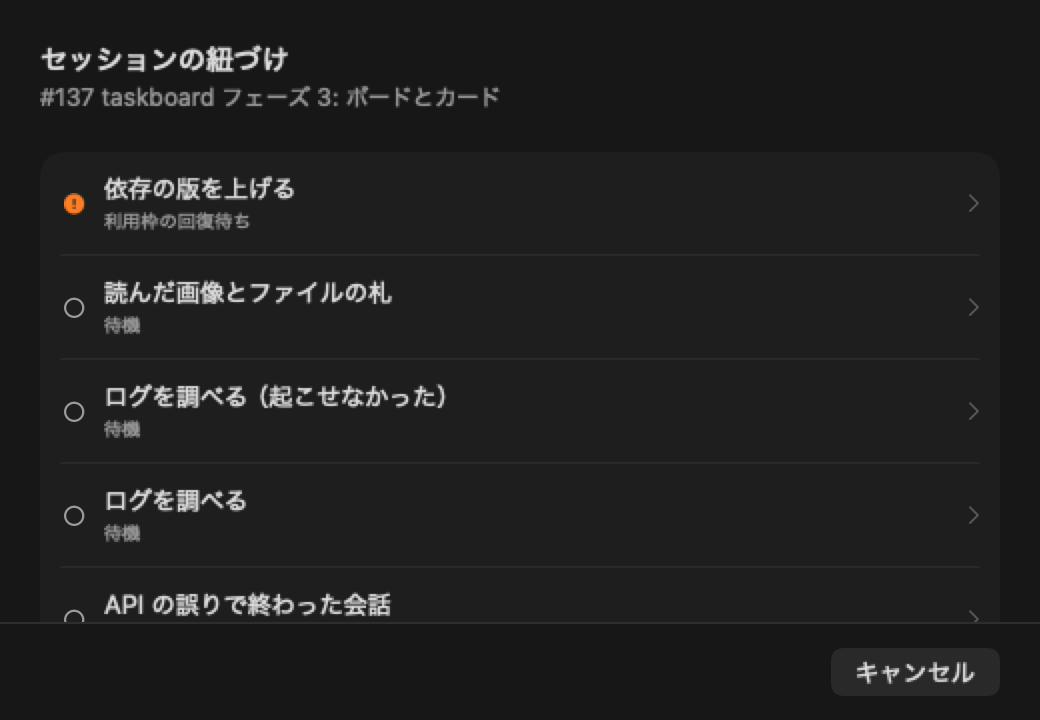 セッションの紐づけ
#137 taskboard フェーズ 3: ボードとカード
依存の版を上げる
利用枠の回復待ち
読んだ画像とファイルの札
待機
ログを調べる（起こせなかった）
待機
ログを調べる
待機
API の誤りで終わった会話
キャンセル